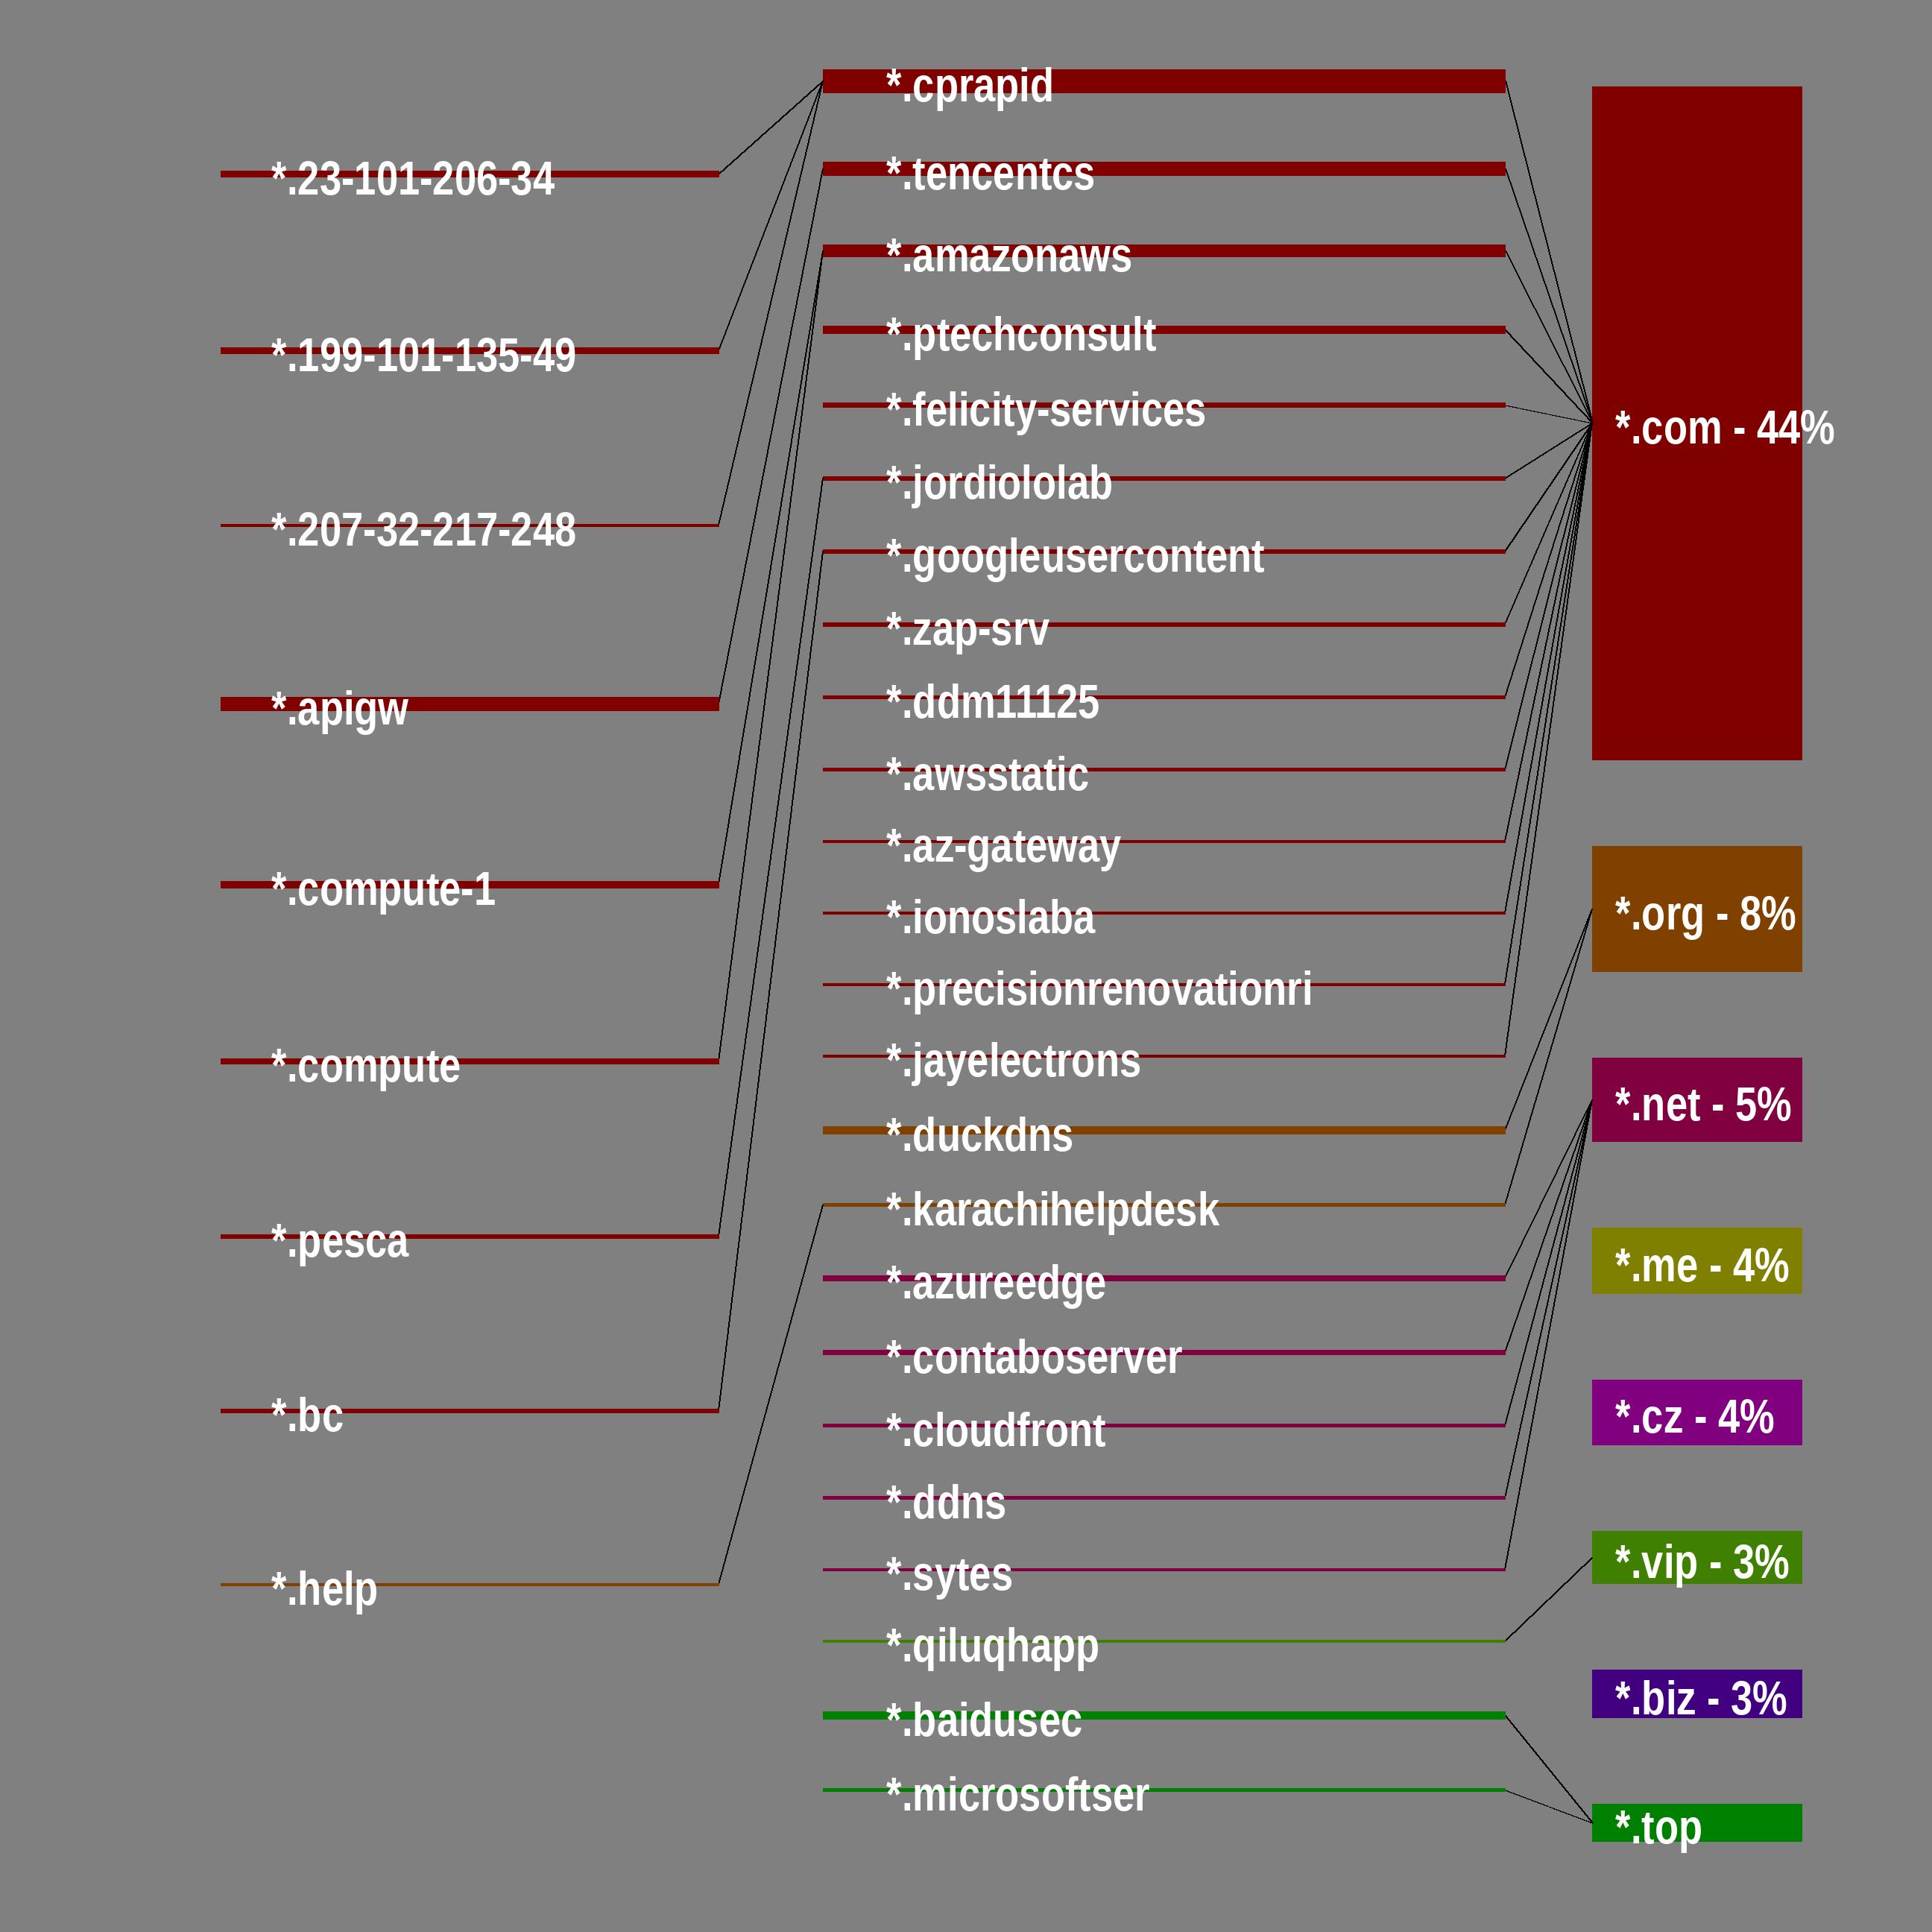 *.23-101-206-34
*.199-101-135-49
*.207-32-217-248
*.apigw
*.compute-1
*.compute
*.pesca
*.bc
*.help
*.cprapid
*.tencentcs
*.amazonaws
*.ptechconsult
*.felicity-services
*.jordiololab
*.googleusercontent
*.zap-srv
*.ddm11125
*.awsstatic
*.az-gateway
*.ionoslaba
*.precisionrenovationri
*.jayelectrons
*.duckdns
*.karachihelpdesk
*.azureedge
*.contaboserver
*.cloudfront
*.ddns
*.sytes
*.qiluqhapp
*.baidusec
*.microsoftser
*.com - 44%
*.org - 8%
*.net - 5%
*.me - 4%
*.cz - 4%
*.vip - 3%
*.biz - 3%
*.top